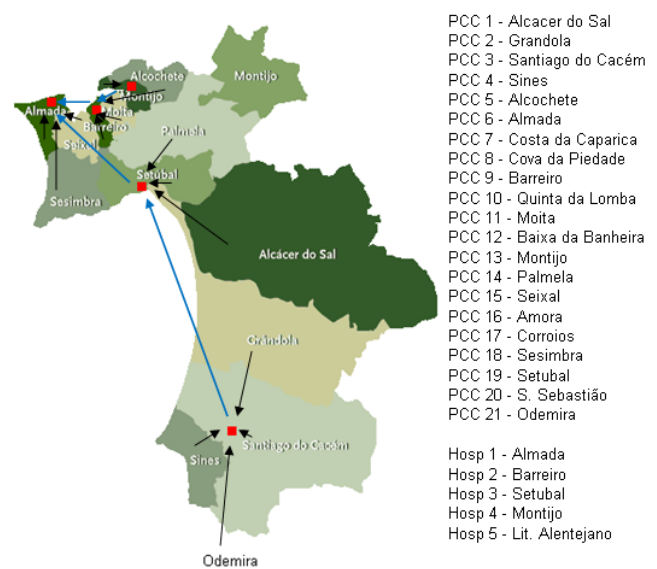 Alcochete
Montijo
Montijo
Almada
Moita
Barreiro
Seixal
Palmela
Setúbal
Sesimbra
Alcácer do Sal
Grândola
Santiago do Cacém
Sines
Odemira
PCC 1 - Alcacer do Sal
PCC 2 - Grandola
PCC 3 - Santiago do Cacém
PCC 4 - Sines
PCC 5 - Alcochete
PCC 6 - Almada
PCC 7 - Costa da Caparica
PCC 8 - Cova da Piedade
PCC 9 - Barreiro
PCC 10 - Quinta da Lomba
PCC 11 - Moita
PCC 12 - Baixa da Banheira
PCC 13 - Montijo
PCC 14 - Palmela
PCC 15 - Seixal
PCC 16 - Amora
PCC 17 - Corroios
PCC 18 - Sesimbra
PCC 19 - Setubal
PCC 20 - S. Sebastião
PCC 21 - Odemira
Hosp 1 - Almada
Hosp 2 - Barreiro
Hosp 3 - Setubal
Hosp 4 - Montijo
Hosp 5 - Lit. Alentejano